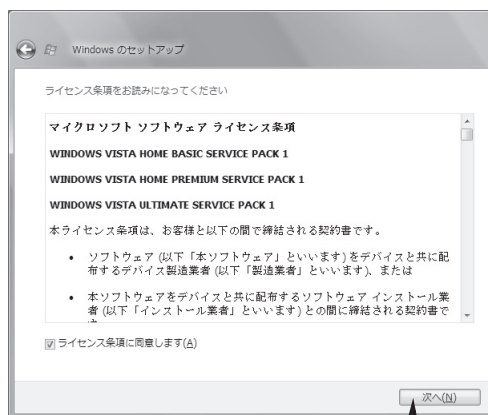 Windows のセットアップ
ライセンス条項をお読みになってください
マイクロソフト ソフトウェア ライセンス条項
WINDOWS VISTA HOME BASIC SERVICE PACK 1
WINDOWS VISTA HOME PREMIUM SERVICE PACK 1
WINDOWS VISTA ULTIMATE SERVICE PACK 1
本ライセンス条項は、お客様と以下の間で締結される契約書です。
• ソフトウェア (以下「本ソフトウェア」といいます) をデバイスと共に配
布するデバイス製造業者 (以下「製造業者」といいます)、または
• 本ソフトウェアをデバイスと共に配布するソフトウェア インストール業
者 (以下「インストール業者」といいます) との間に締結される契約書で
ライセンス条項に同意します(A)
次へ(N)